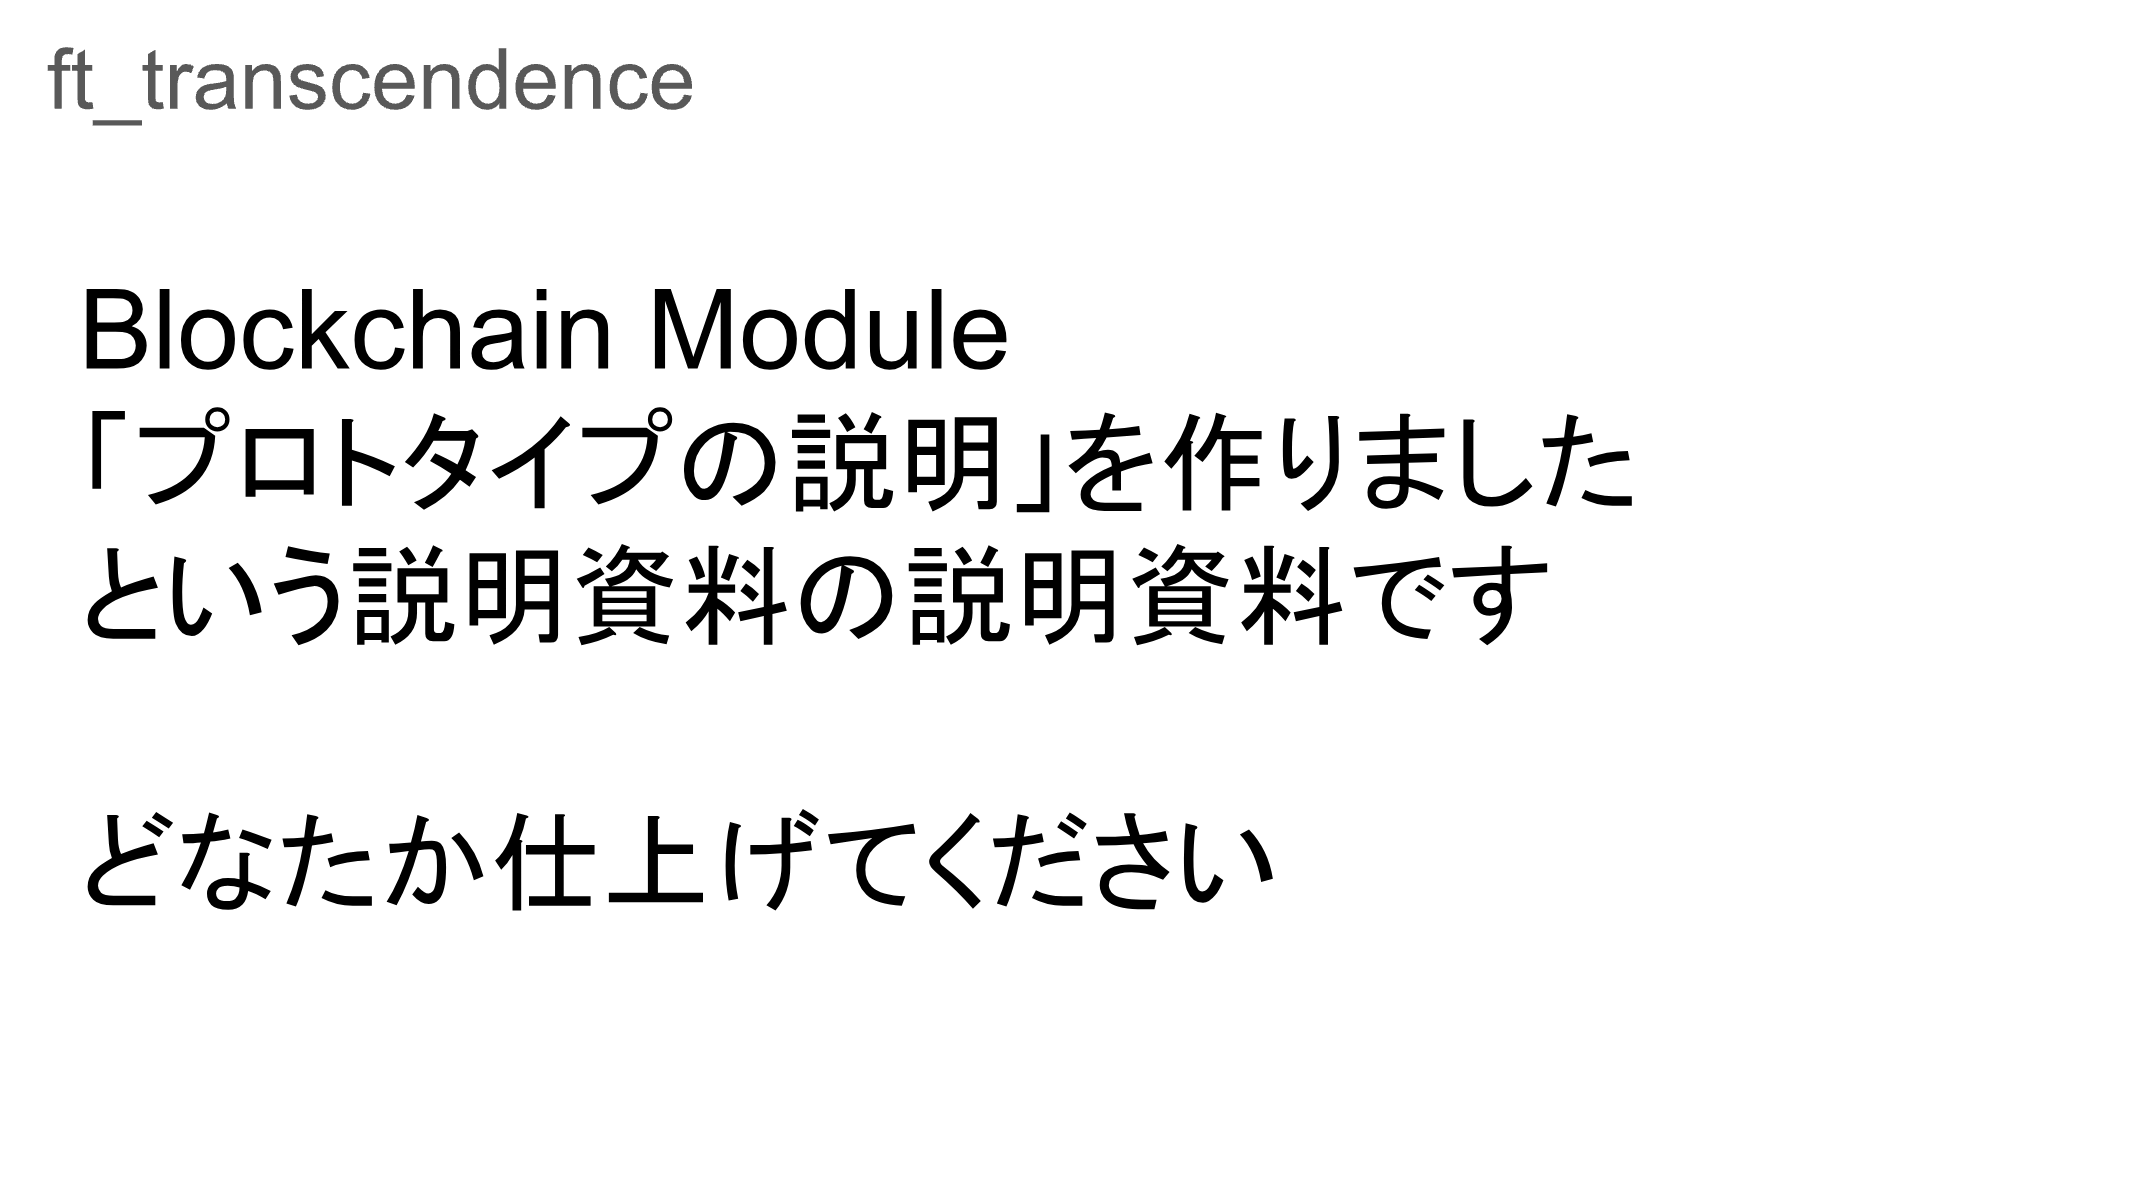 ft_transcendence
Blockchain Module
「プロトタイプの説明」を作りました
という説明資料の説明資料です
どなたか仕上げてください